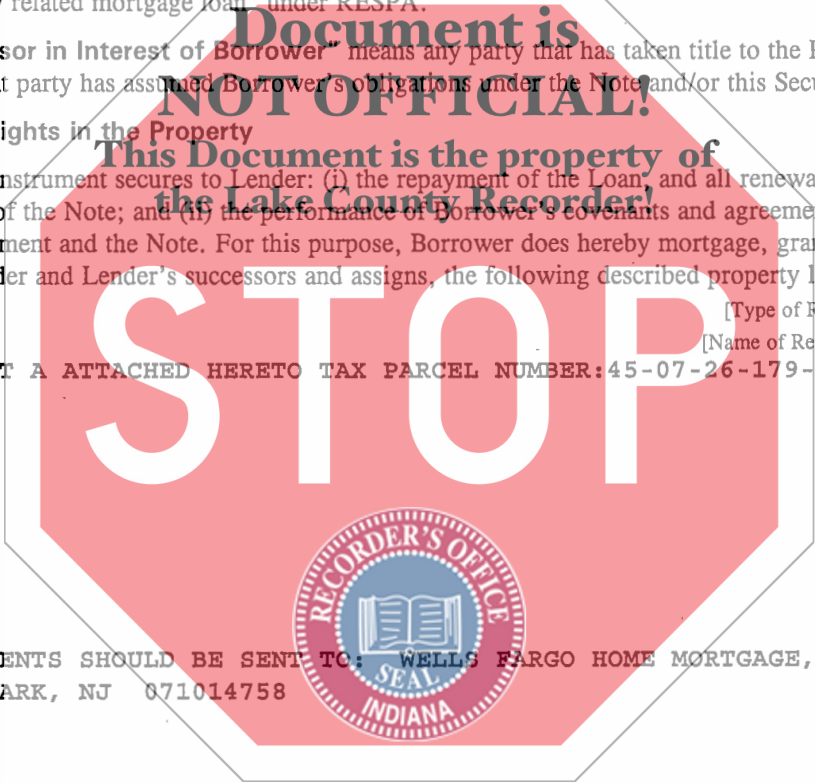 related mortgage loan" under RESPA.
Document is
sor in Interest of Borrower" means any party that has taken title to the
NOT OFFICIAL!
t party has assumed Borrower's obligations under the Note and/or this Secu
ights in the Property
This Document is the property of
nstrument secures to Lender: (i) the repayment of the Loan, and all renewa
the Lake County Recorder!
of the Note; and (ii) the performance of Borrower's covenants and agreeme
ment and the Note. For this purpose, Borrower does hereby mortgage, gra
der and Lender's successors and assigns, the following described property l
[Type of R
[Name of Re
T A ATTACHED HERETO TAX PARCEL NUMBER:45-07-26-179-
STOP
RECORDER'S OFFICE
SEAL
INDIANA
ENTS SHOULD BE SENT TO: WELLS FARGO HOME MORTGAGE,
ARK, NJ 071014758